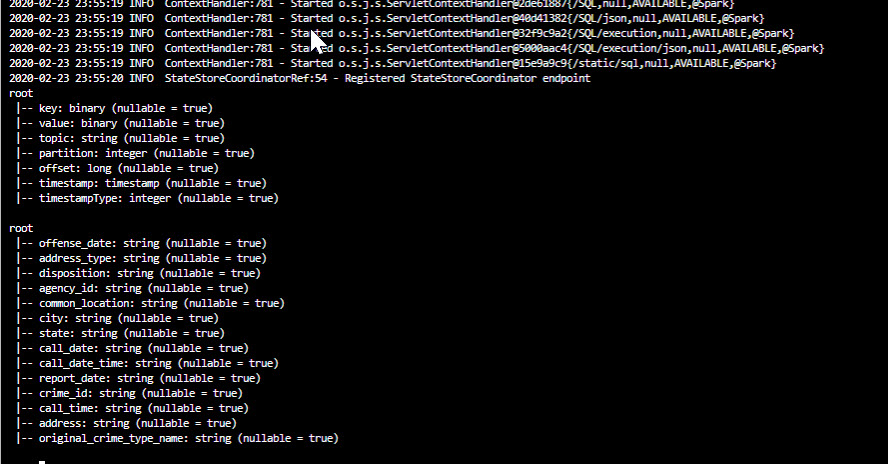 2020-02-23 23:55:19 INFO  ContextHandler:781 - Started o.s.j.s.ServletContextHandler@2de61887{/SQL,null,AVAILABLE,@Spark}
2020-02-23 23:55:19 INFO  ContextHandler:781 - Started o.s.j.s.ServletContextHandler@40d41382{/SQL/json,null,AVAILABLE,@Spark}
2020-02-23 23:55:19 INFO  ContextHandler:781 - Started o.s.j.s.ServletContextHandler@32f9c9a2{/SQL/execution,null,AVAILABLE,@Spark}
2020-02-23 23:55:19 INFO  ContextHandler:781 - Started o.s.j.s.ServletContextHandler@5000aac4{/SQL/execution/json,null,AVAILABLE,@Spark}
2020-02-23 23:55:19 INFO  ContextHandler:781 - Started o.s.j.s.ServletContextHandler@15e9a9c9{/static/sql,null,AVAILABLE,@Spark}
2020-02-23 23:55:20 INFO  StateStoreCoordinatorRef:54 - Registered StateStoreCoordinator endpoint
root
 |-- key: binary (nullable = true)
 |-- value: binary (nullable = true)
 |-- topic: string (nullable = true)
 |-- partition: integer (nullable = true)
 |-- offset: long (nullable = true)
 |-- timestamp: timestamp (nullable = true)
 |-- timestampType: integer (nullable = true)
root
 |-- offense_date: string (nullable = true)
 |-- address_type: string (nullable = true)
 |-- disposition: string (nullable = true)
 |-- agency_id: string (nullable = true)
 |-- common_location: string (nullable = true)
 |-- city: string (nullable = true)
 |-- state: string (nullable = true)
 |-- call_date: string (nullable = true)
 |-- call_date_time: string (nullable = true)
 |-- report_date: string (nullable = true)
 |-- crime_id: string (nullable = true)
 |-- call_time: string (nullable = true)
 |-- address: string (nullable = true)
 |-- original_crime_type_name: string (nullable = true)